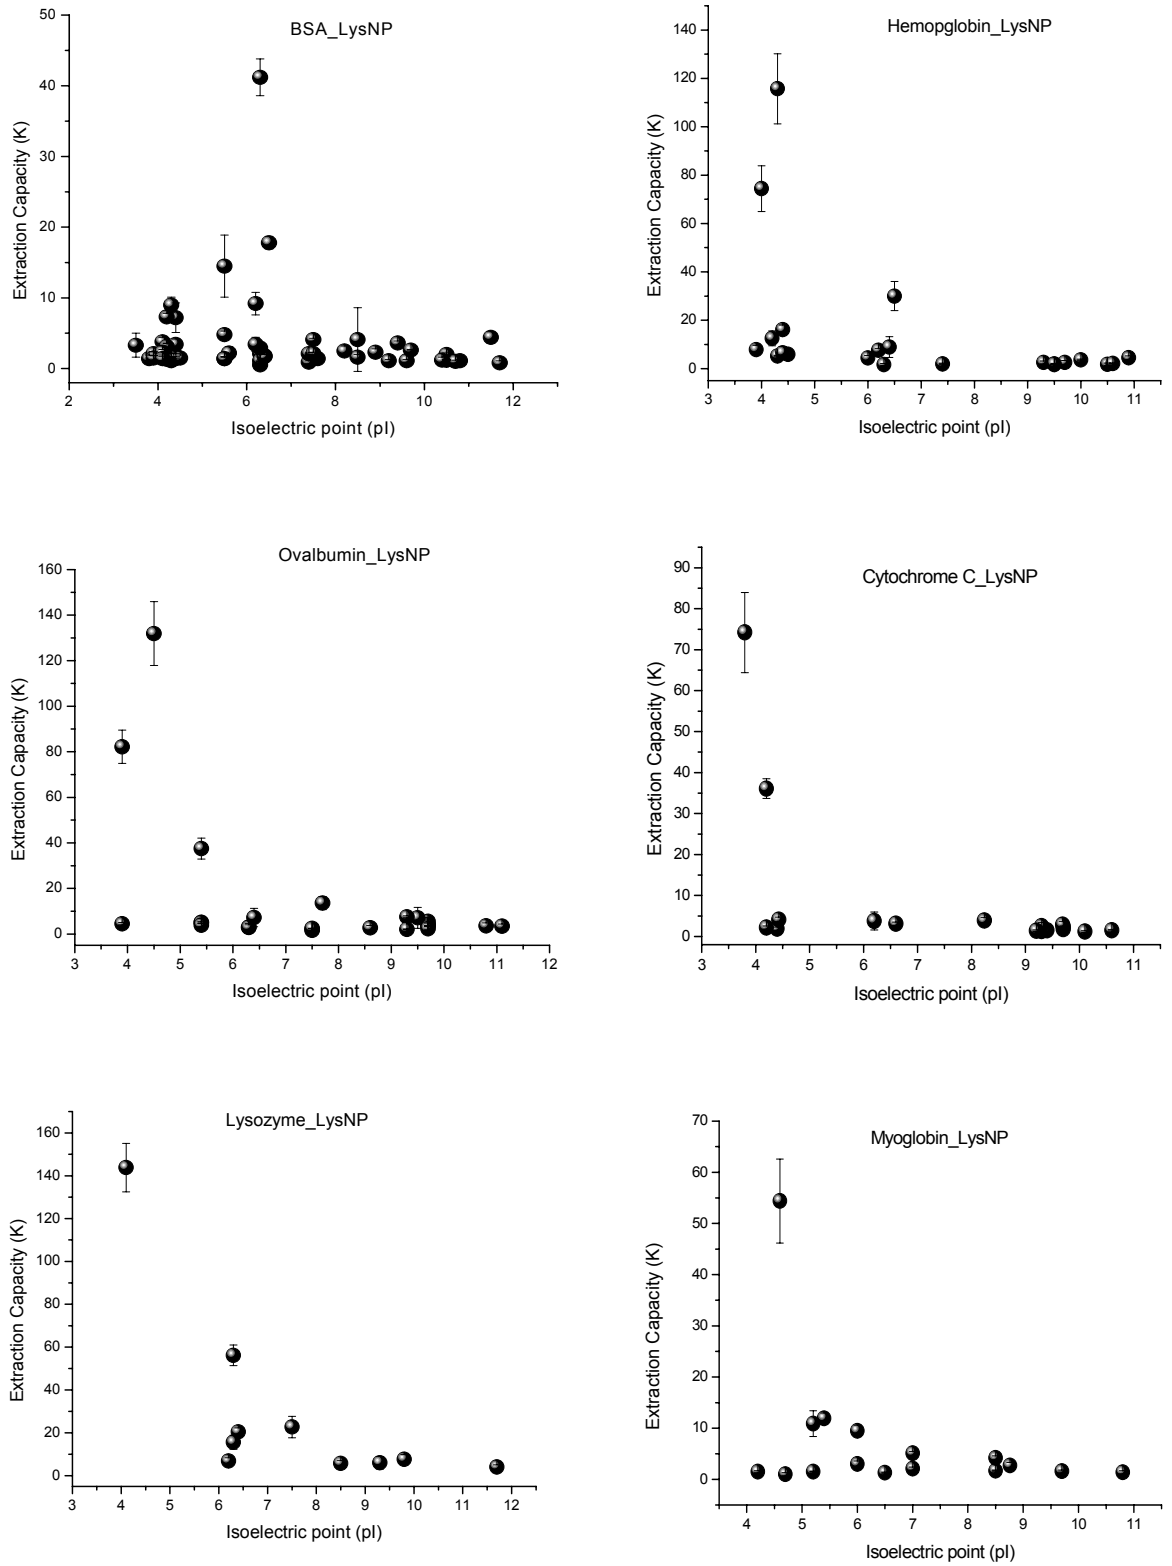 BSA_LysNP
50
40
30
20
10
0
Extraction Capacity (K)
2 4 6 8 10 12
Isoelectric point (pI)
Hemopglobin_LysNP
140
120
100
80
60
40
20
0
Extraction Capacity (K)
3 4 5 6 7 8 9 10 11
Isoelectric point (pI)
Ovalbumin_LysNP
160
140
120
100
80
60
40
20
0
Extraction Capacity (K)
3 4 5 6 7 8 9 10 11 12
Isoelectric point (pI)
Cytochrome C_LysNP
90
80
70
60
50
40
30
20
10
0
Extraction Capacity (K)
3 4 5 6 7 8 9 10 11
Isoelectric point (pI)
Lysozyme_LysNP
160
140
120
100
80
60
40
20
0
Extraction Capacity (K)
3 4 5 6 7 8 9 10 11 12
Isoelectric point (pI)
Myoglobin_LysNP
70
60
50
40
30
20
10
0
Extraction Capacity (K)
4 5 6 7 8 9 10 11
Isoelectric point (pI)